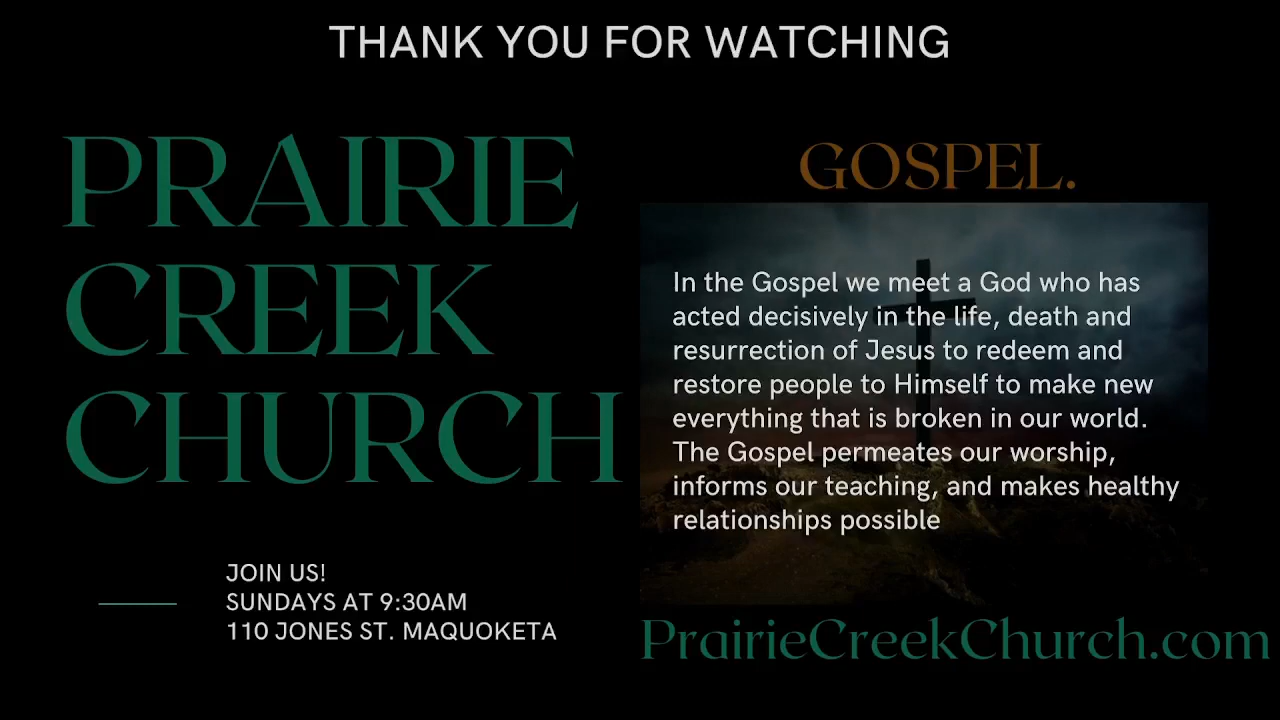 THANK YOU FOR WATCHING
PRAIRIE
CREEK
CHURCH
JOIN US!
SUNDAYS AT 9:30AM
110 JONES ST. MAQUOKETA
GOSPEL.
In the Gospel we meet a God who has
acted decisively in the life, death and
resurrection of Jesus to redeem and
restore people to Himself to make new
everything that is broken in our world.
The Gospel permeates our worship,
informs our teaching, and makes healthy
relationships possible
PrairieCreekChurch.com